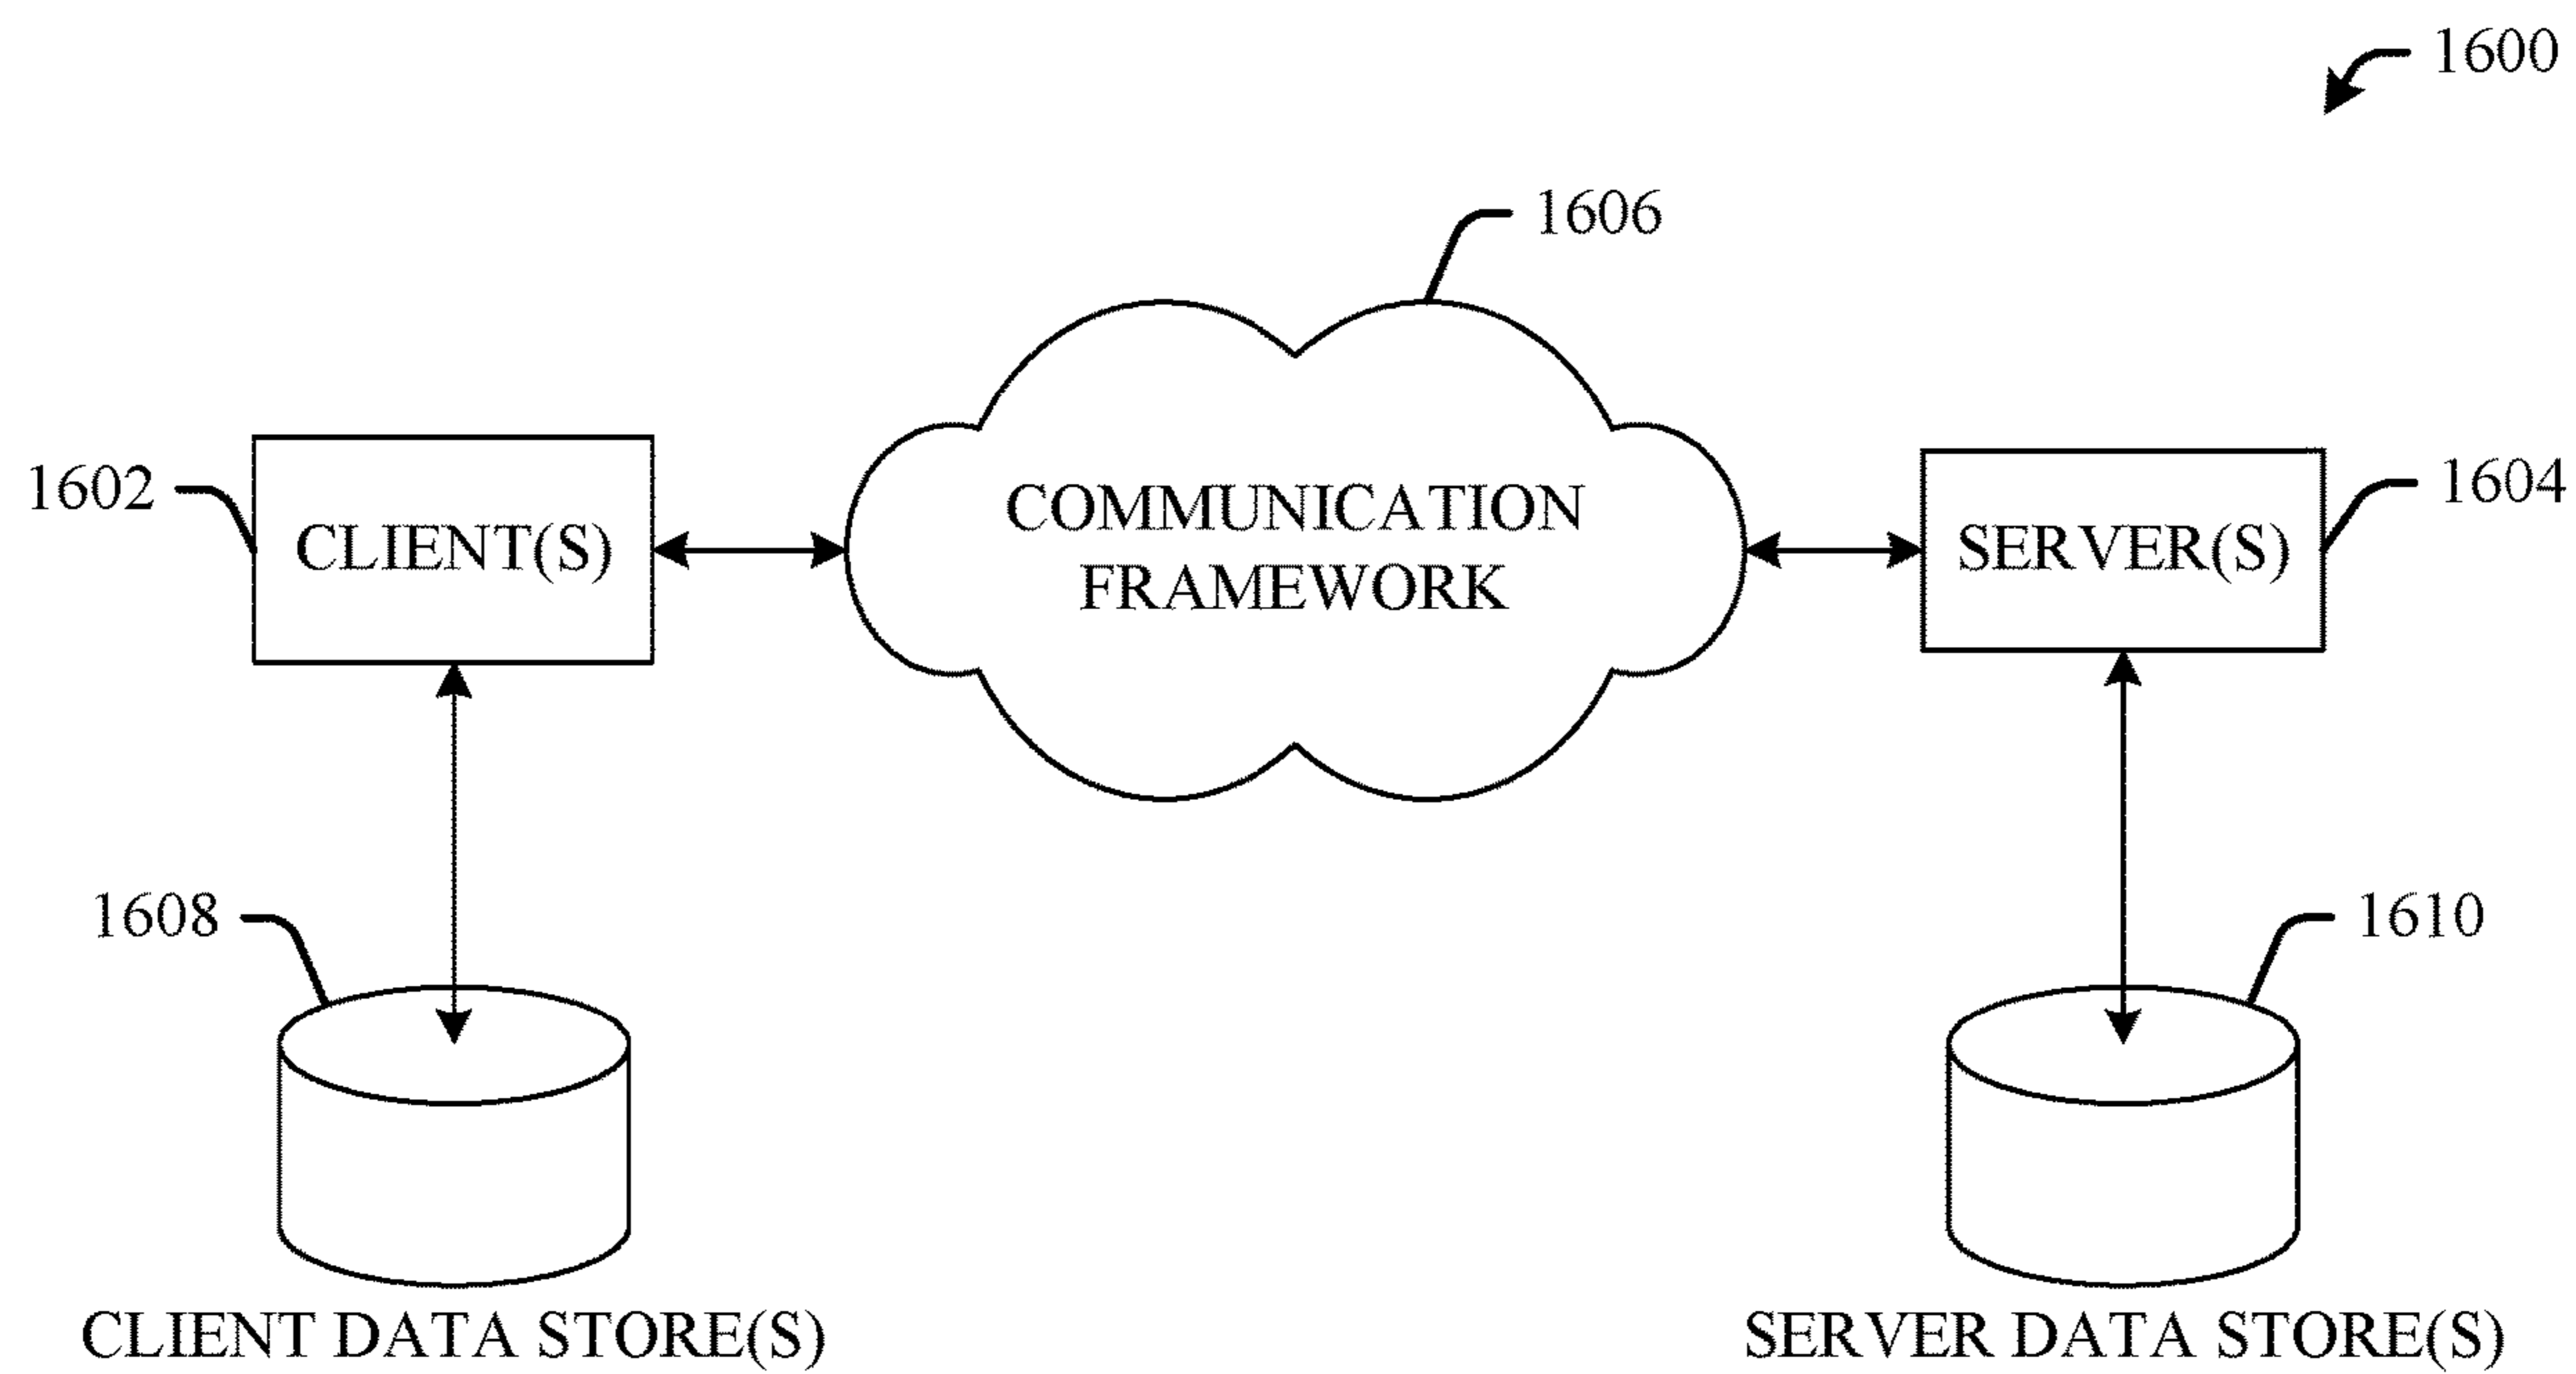 1600
1606
1602
CLIENT(S)
COMMUNICATION
FRAMEWORK
SERVER(S)
1604
1608
1610
CLIENT DATA STORE(S)
SERVER DATA STORE(S)